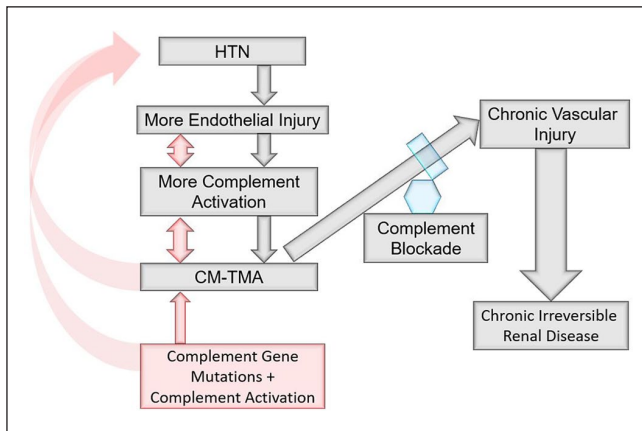 HTN
More Endothelial Injury
More Complement
Activation
CM-TMA
Complement Gene
Mutations +
Complement Activation
Complement
Blockade
Chronic Vascular
Injury
Chronic Irreversible
Renal Disease